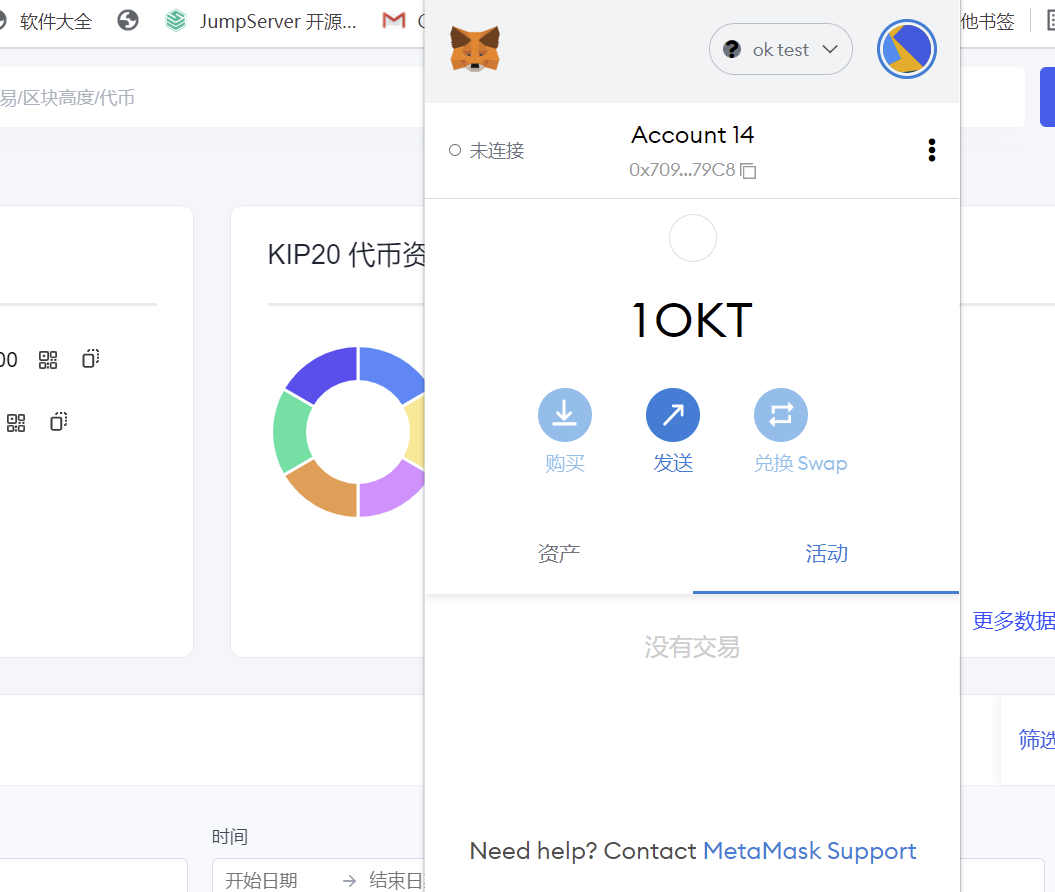 软件大全
JumpServer 开源...
ok test
他书签
易/区块高度/代币
未连接
Account 14
0x709...79C8
KIP20 代币资
1 OKT
00
购买
发送
兑换 Swap
资产
活动
更多数据
没有交易
筛选
时间
Need help? Contact MetaMask Support
开始日期
结束日